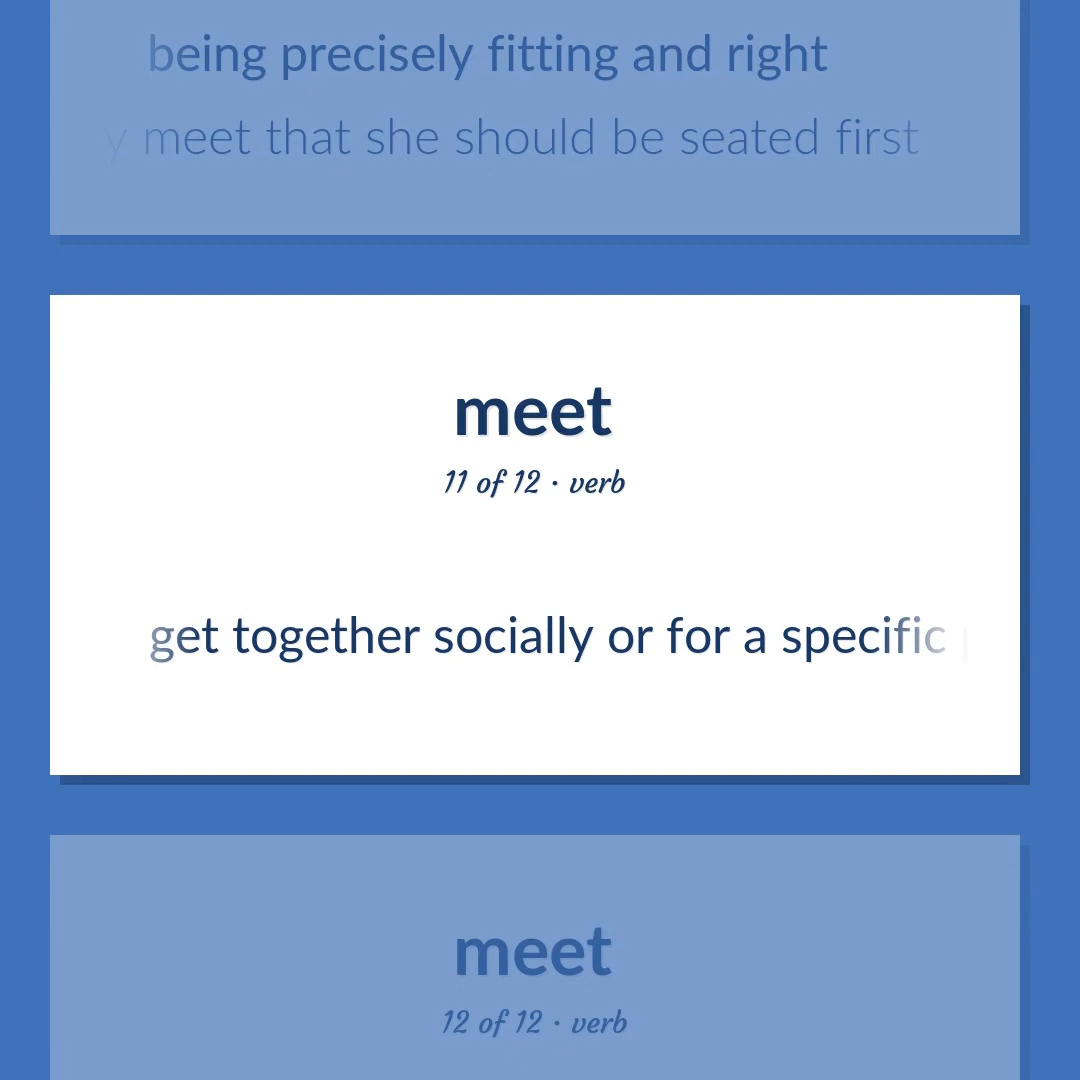 being precisely fitting and right
y meet that she should be seated first
meet
11 of 12 · verb
get together socially or for a specific
meet
12 of 12 · verb